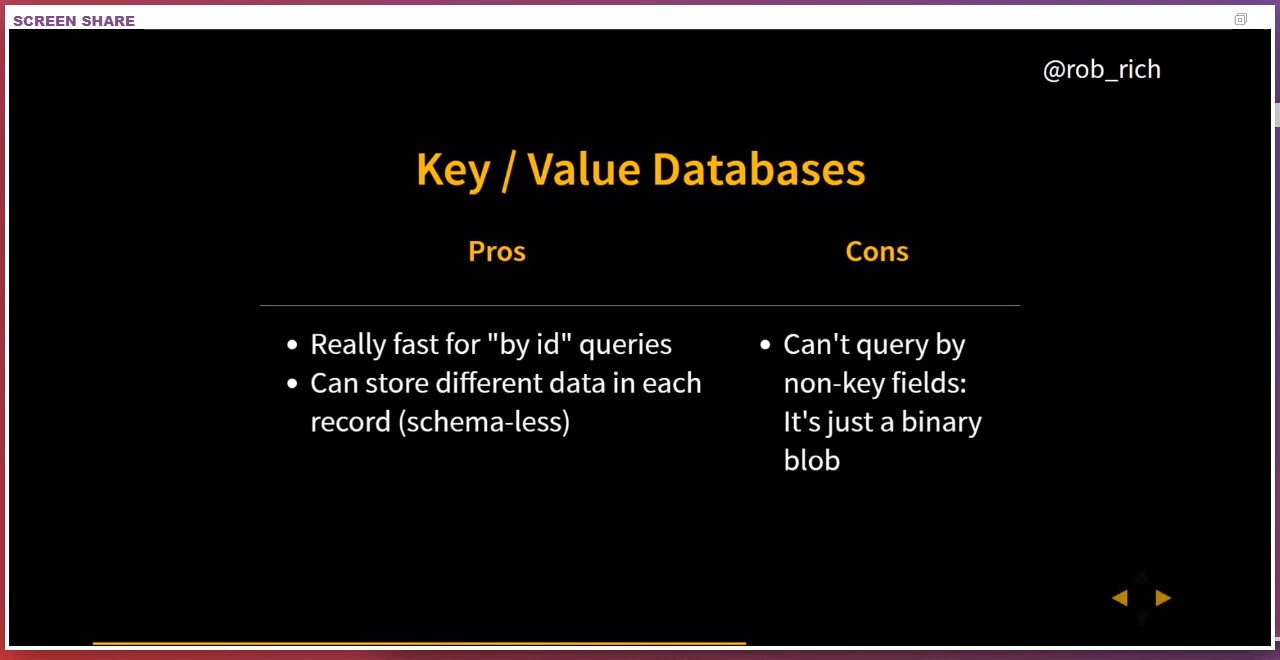 SCREEN SHARE
@rob_rich
Key / Value Databases
Pros
Cons
• Really fast for "by id" queries
• Can store different data in each
record (schema-less)
• Can't query by
non-key fields:
It's just a binary
blob